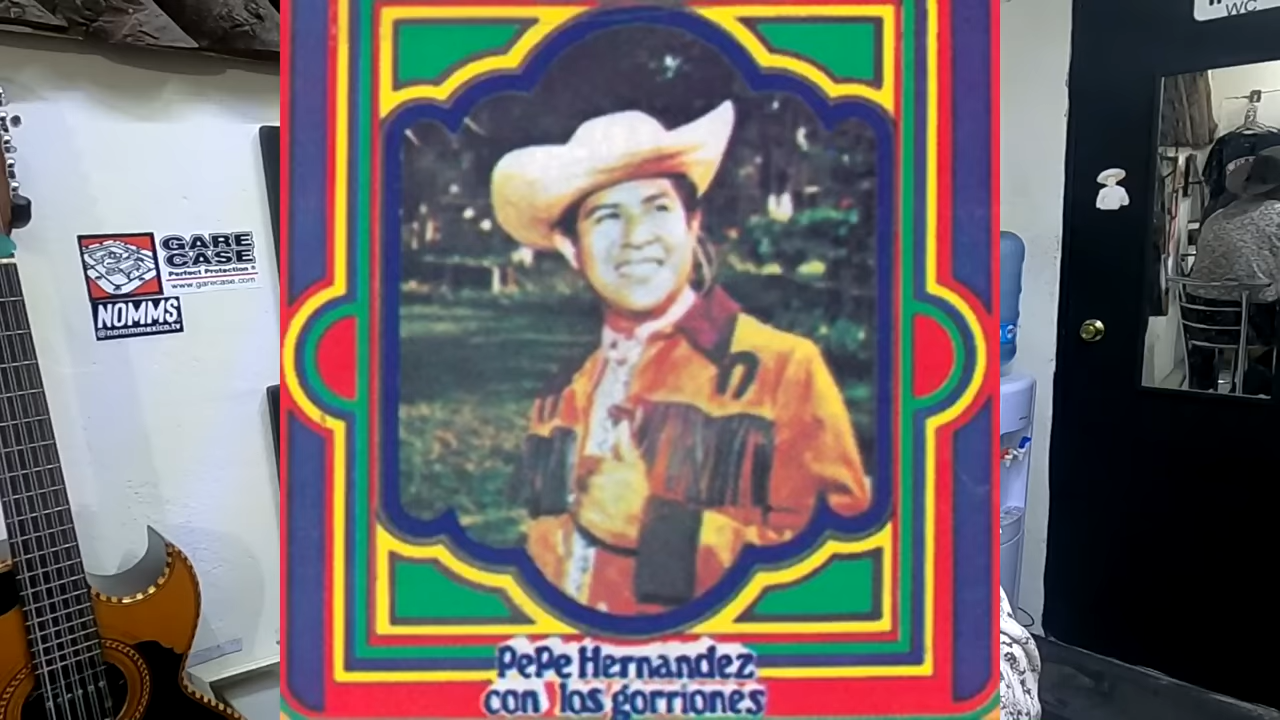 GARE
CASE
Perfect Protection ®
www.garecase.com
NOMMS
@nommmexico.tv
WC
PePe Hernandez
con los gorriones